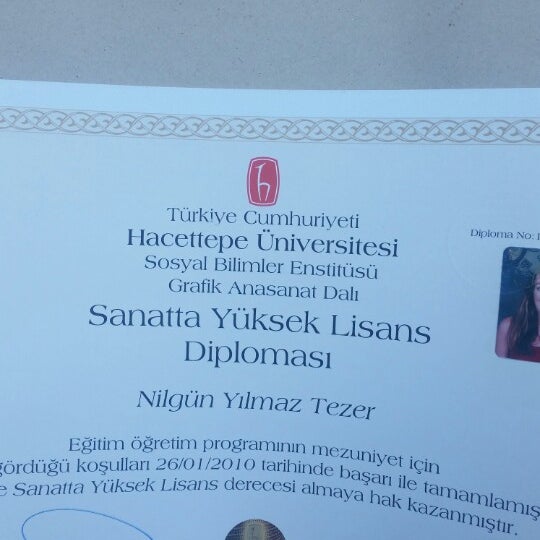 Türkiye Cumhuriyeti
Hacettepe Üniversitesi
Sosyal Bilimler Enstitüsü
Grafik Anasanat Dalı
Diploma No:
Sanatta Yüksek Lisans
Diploması
Nilgün Yılmaz Tezer
Eğitim öğretim programının mezuniyet için
gördüğü koşulları 26/01/2010 tarihinde başarı ile tamamlamış
e Sanatta Yüksek Lisans derecesi almaya hak kazanmıştır.